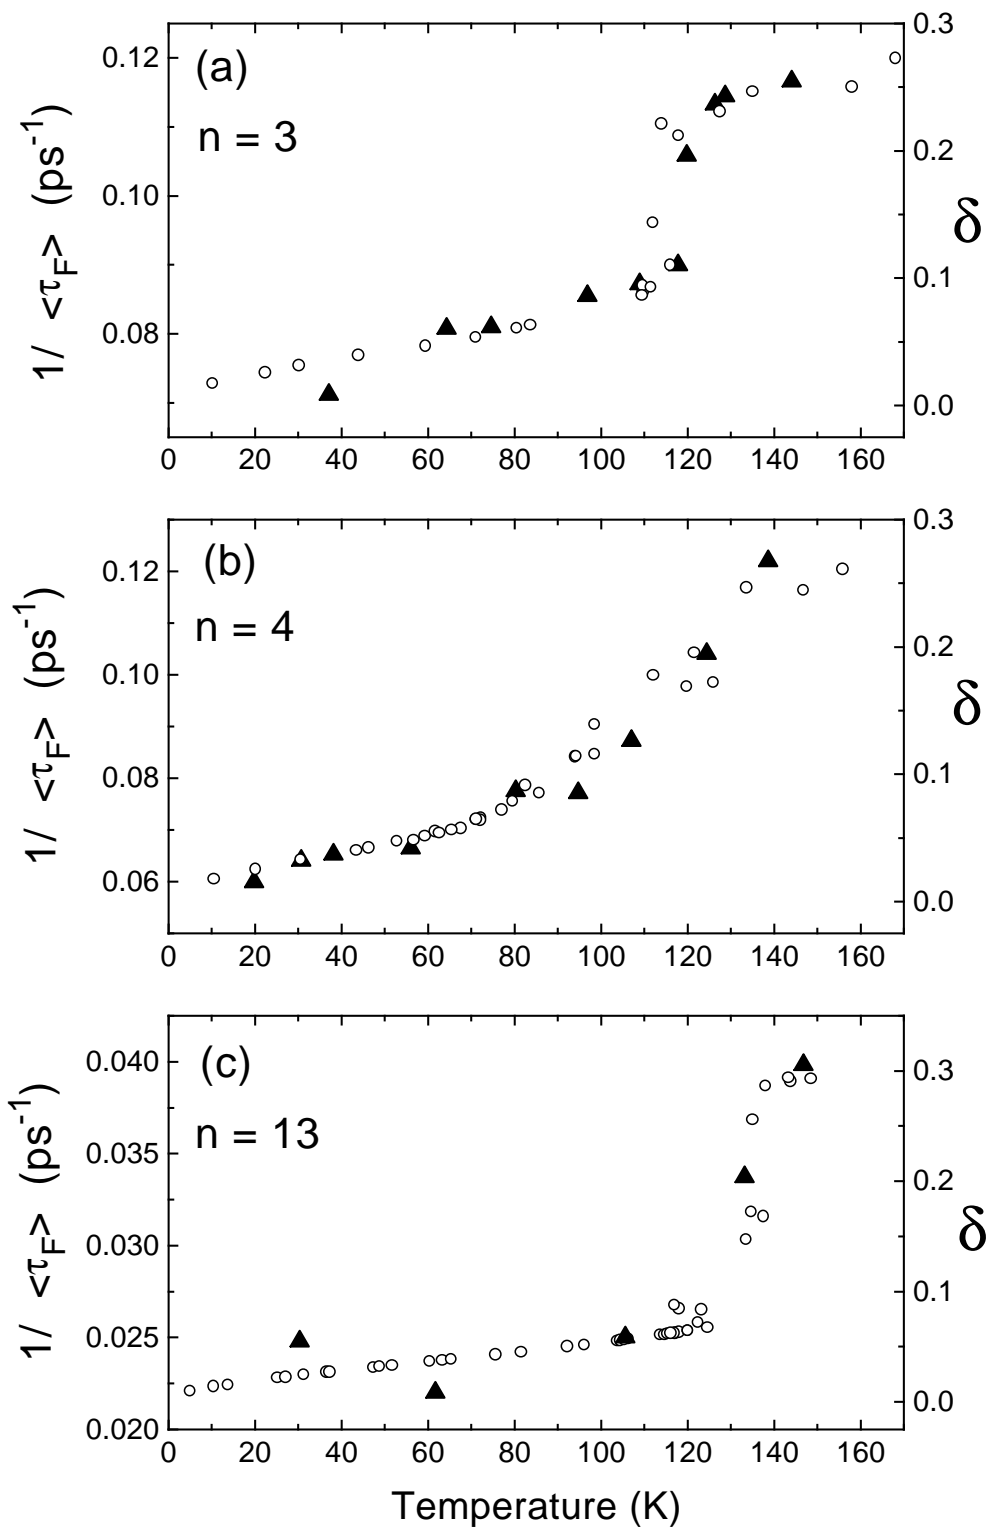 (a)
n = 3
1/ <τF> (ps-1)
0.12
0.10
0.08
0.3
0.2
0.1
0.0
δ
0 20 40 60 80 100 120 140 160
(b)
n = 4
1/ <τF> (ps-1)
0.12
0.10
0.08
0.06
0.3
0.2
0.1
0.0
δ
0 20 40 60 80 100 120 140 160
(c)
n = 13
1/ <τF> (ps-1)
0.040
0.035
0.030
0.025
0.020
0.3
0.2
0.1
0.0
δ
0 20 40 60 80 100 120 140 160
Temperature (K)